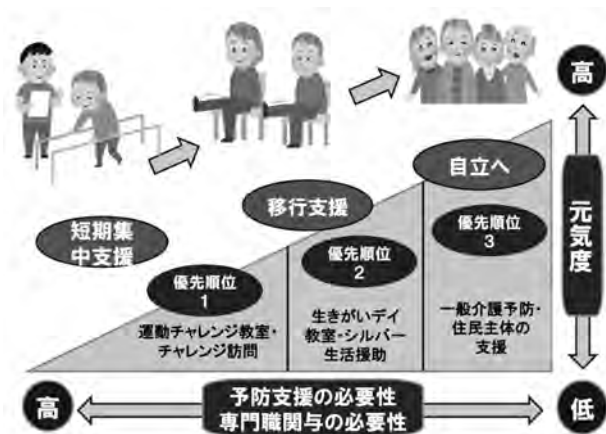 高
自立へ
移行支援
短期集
中支援
優先順位
1
優先順位
2
優先順位
3
運動チャレンジ教室・
チャレンジ訪問
生きがいデイ
教室・シルバー
生活援助
一般介護予防・
住民主体の
支援
元気度
高
予防支援の必要性
専門職関与の必要性
低